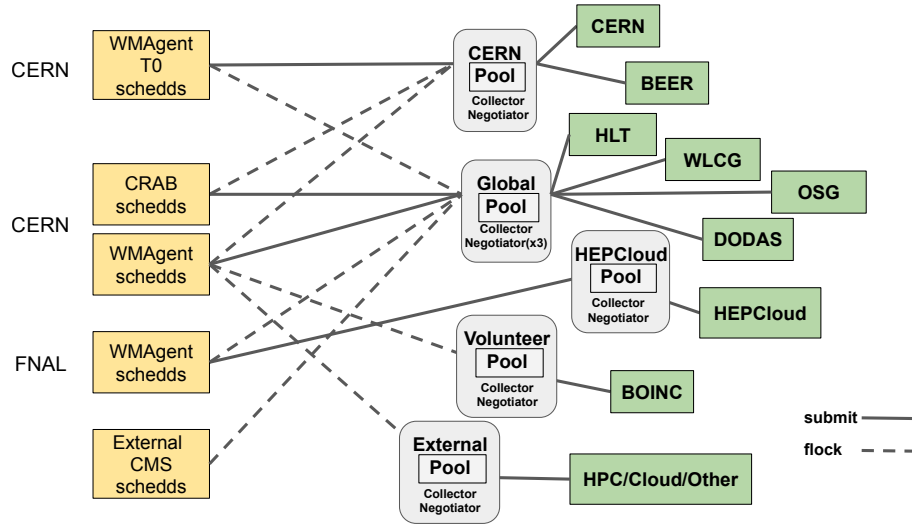 CERN
WMAgent
T0
schedds
CERN
Pool
Collector
Negotiator
CERN
BEER
CERN
CRAB
schedds
WMAgent
schedds
Global
Pool
Collector
Negotiator(x3)
HLT
WLCG
OSG
DODAS
HEPCloud
Pool
Collector
Negotiator
HEPCloud
FNAL
WMAgent
schedds
Volunteer
Pool
Collector
Negotiator
BOINC
External
CMS
schedds
External
Pool
Collector
Negotiator
HPC/Cloud/Other
submit
flock